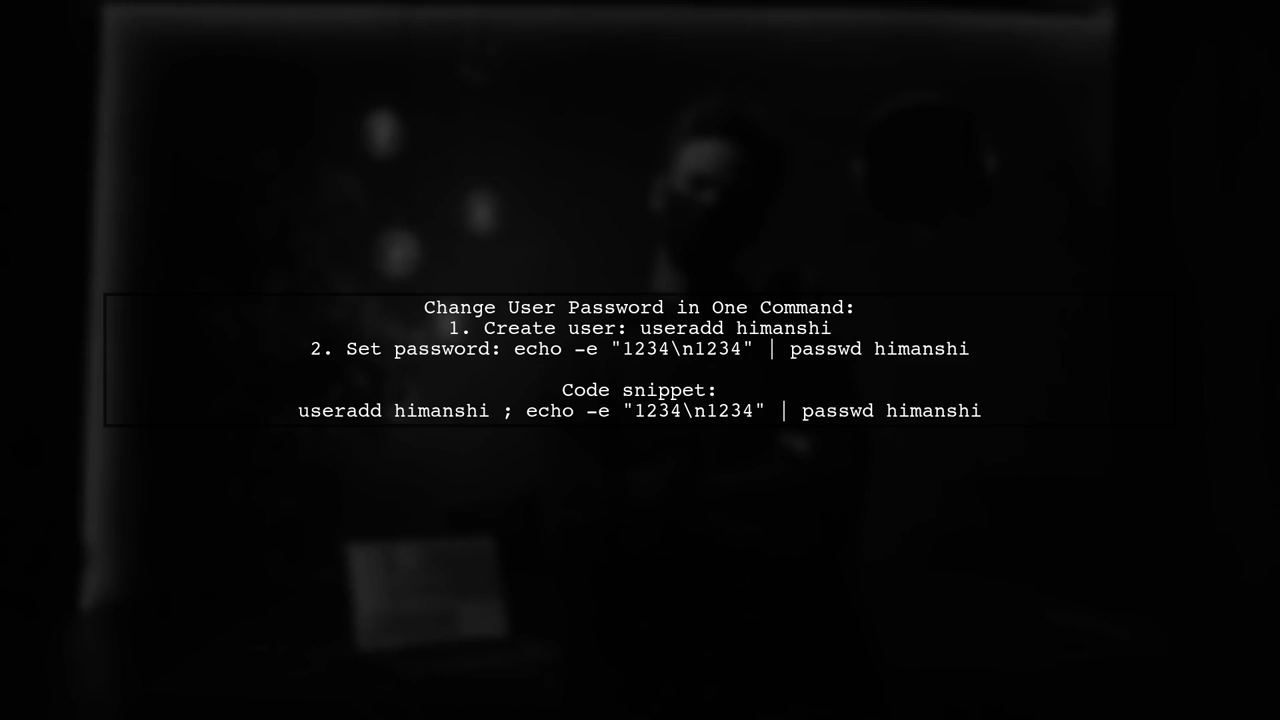 Change User Password in One Command:
1. Create user: useradd himanshi
2. Set password: echo -e "1234\n1234" | passwd himanshi
Code snippet:
useradd himanshi ; echo -e "1234\n1234" | passwd himanshi